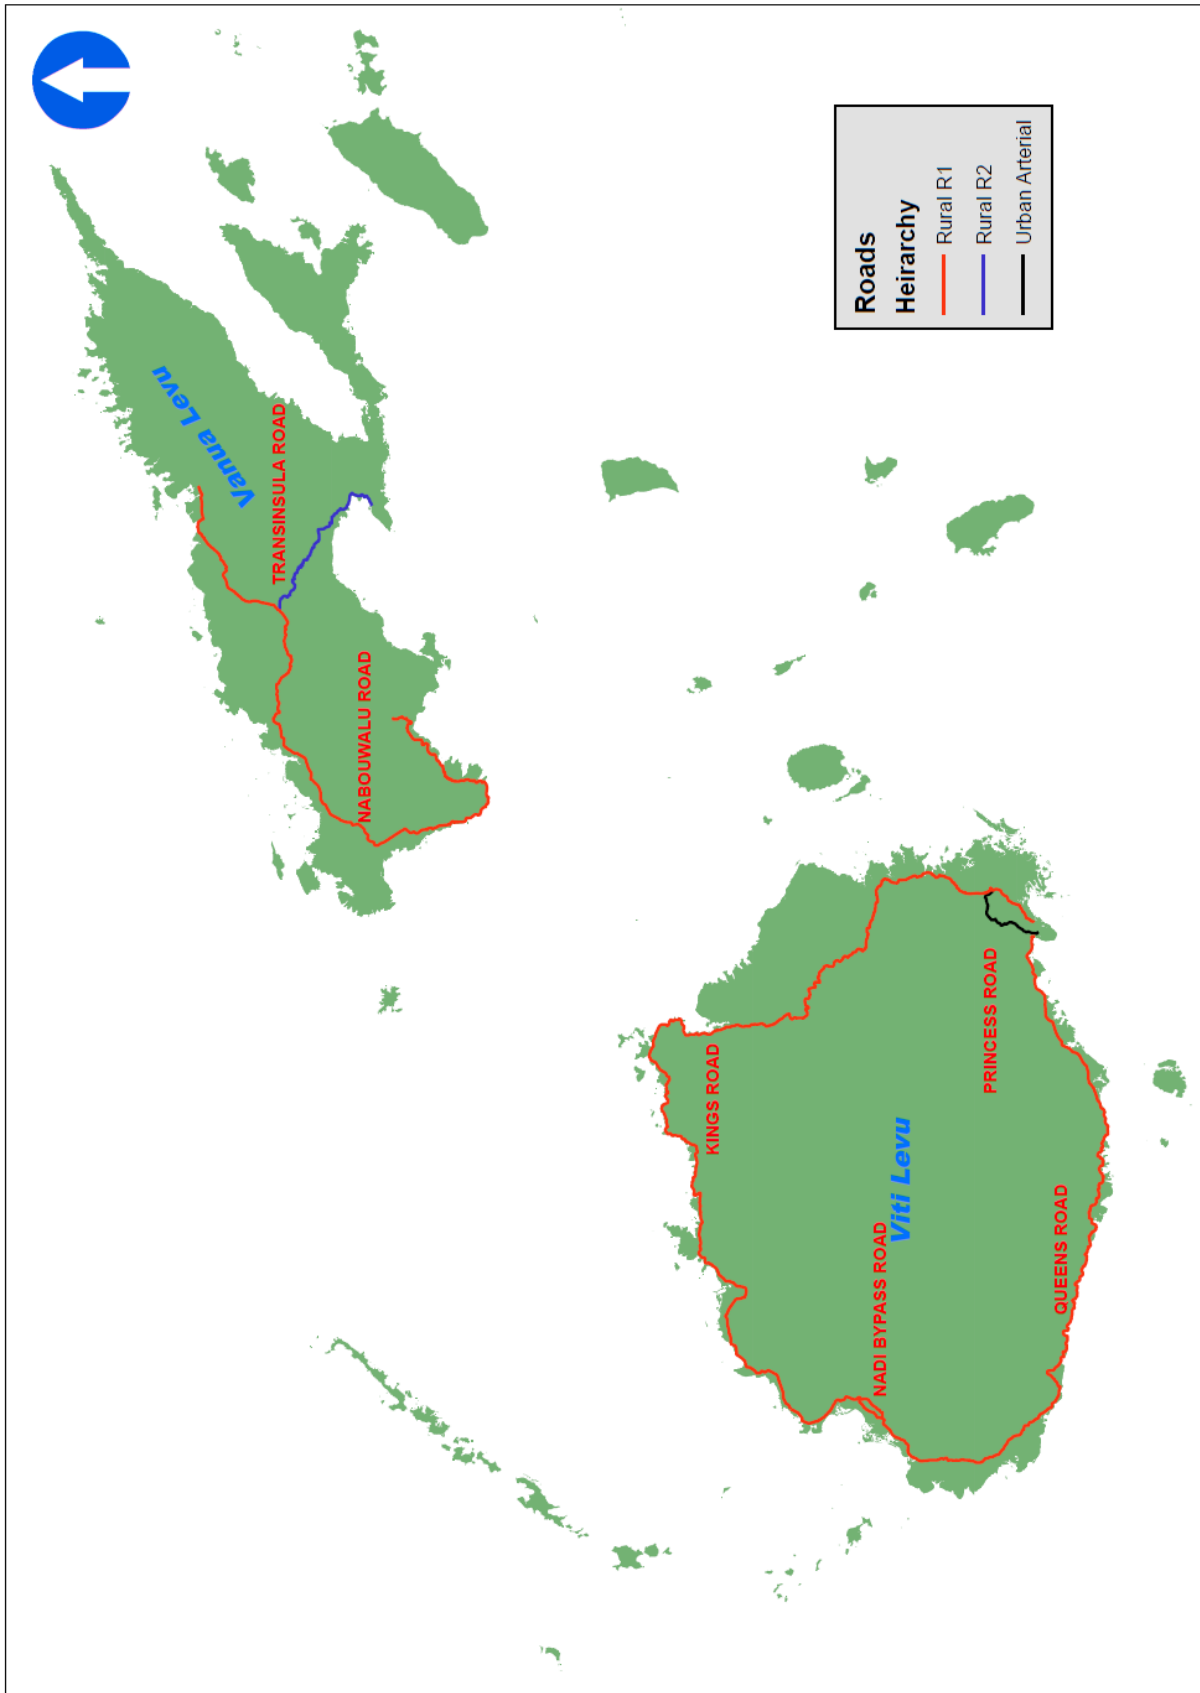 Vanua Levu
TRANSINSULA ROAD
NABOUWALU ROAD
KINGS ROAD
PRINCESS ROAD
Viti Levu
NADI BYPASS ROAD
QUEENS ROAD
Roads
Heirarchy
Rural R1
Rural R2
Urban Arterial